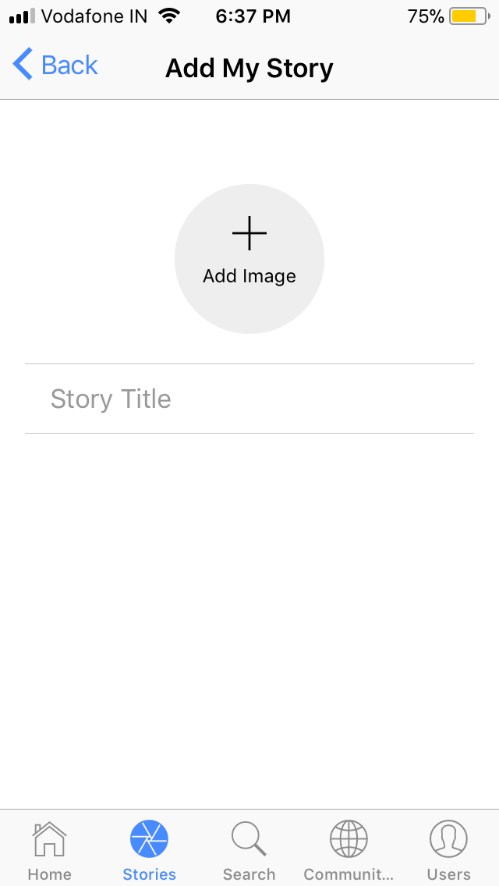 Vodafone IN 6:37 PM 75%
Back Add My Story
Add Image
Story Title
Home Stories Search Communit... Users